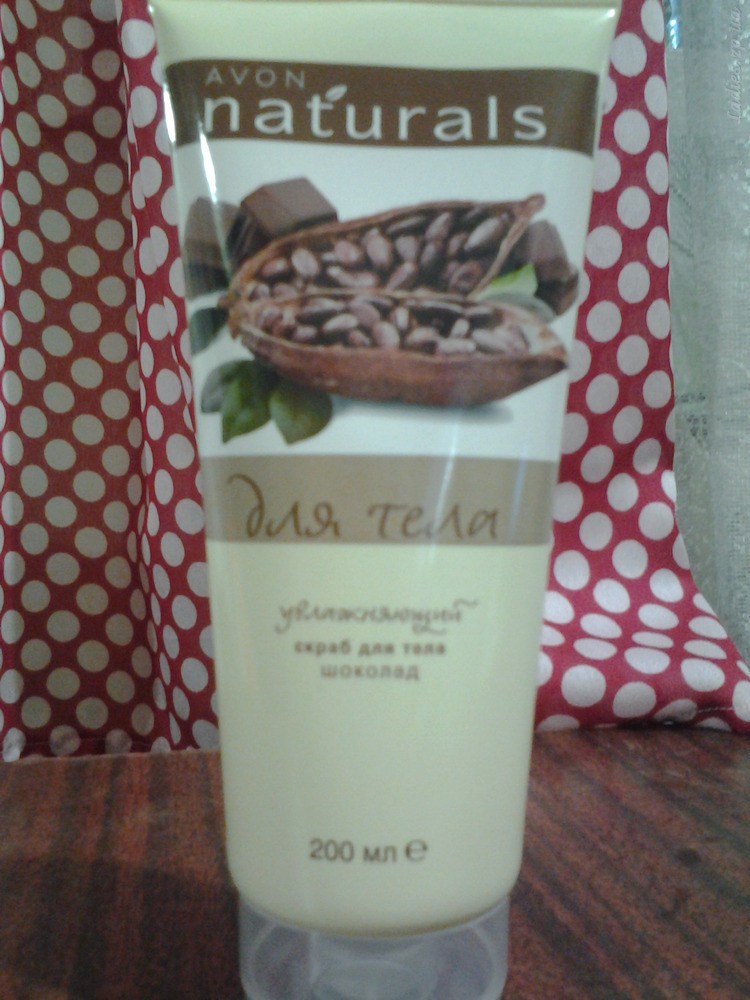 AVON
naturals
для тела
увлажняющий
скраб для тела
шоколад
200 мл e